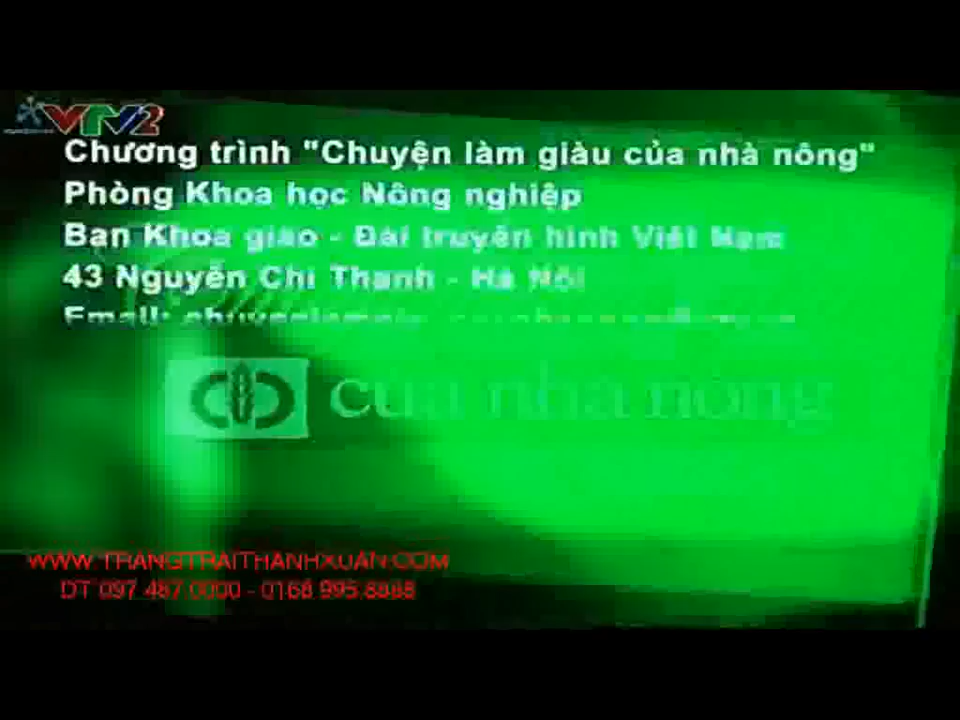 VTV2
Chương trình "Chuyện làm giàu của nhà nông"
Phòng Khoa học Nông nghiệp
Ban Khoa giáo - Đài truyền hình Việt Nam
43 Nguyễn Chí Thanh - Hà Nội
Email:
của nhà nông
WWW.TRANGTRAITHANHXUAN.COM
DT 097.487.0000 - 0168.995.8888